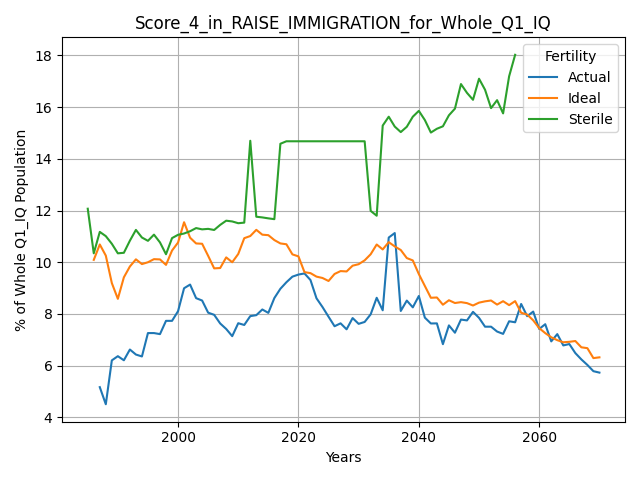 Score_4_in_RAISE_IMMIGRATION_for_Whole_Q1_IQ
Fertility
Actual
Ideal
Sterile
% of Whole Q1_IQ Population
18
16
14
12
10
8
6
4
2000 2020 2040 2060
Years